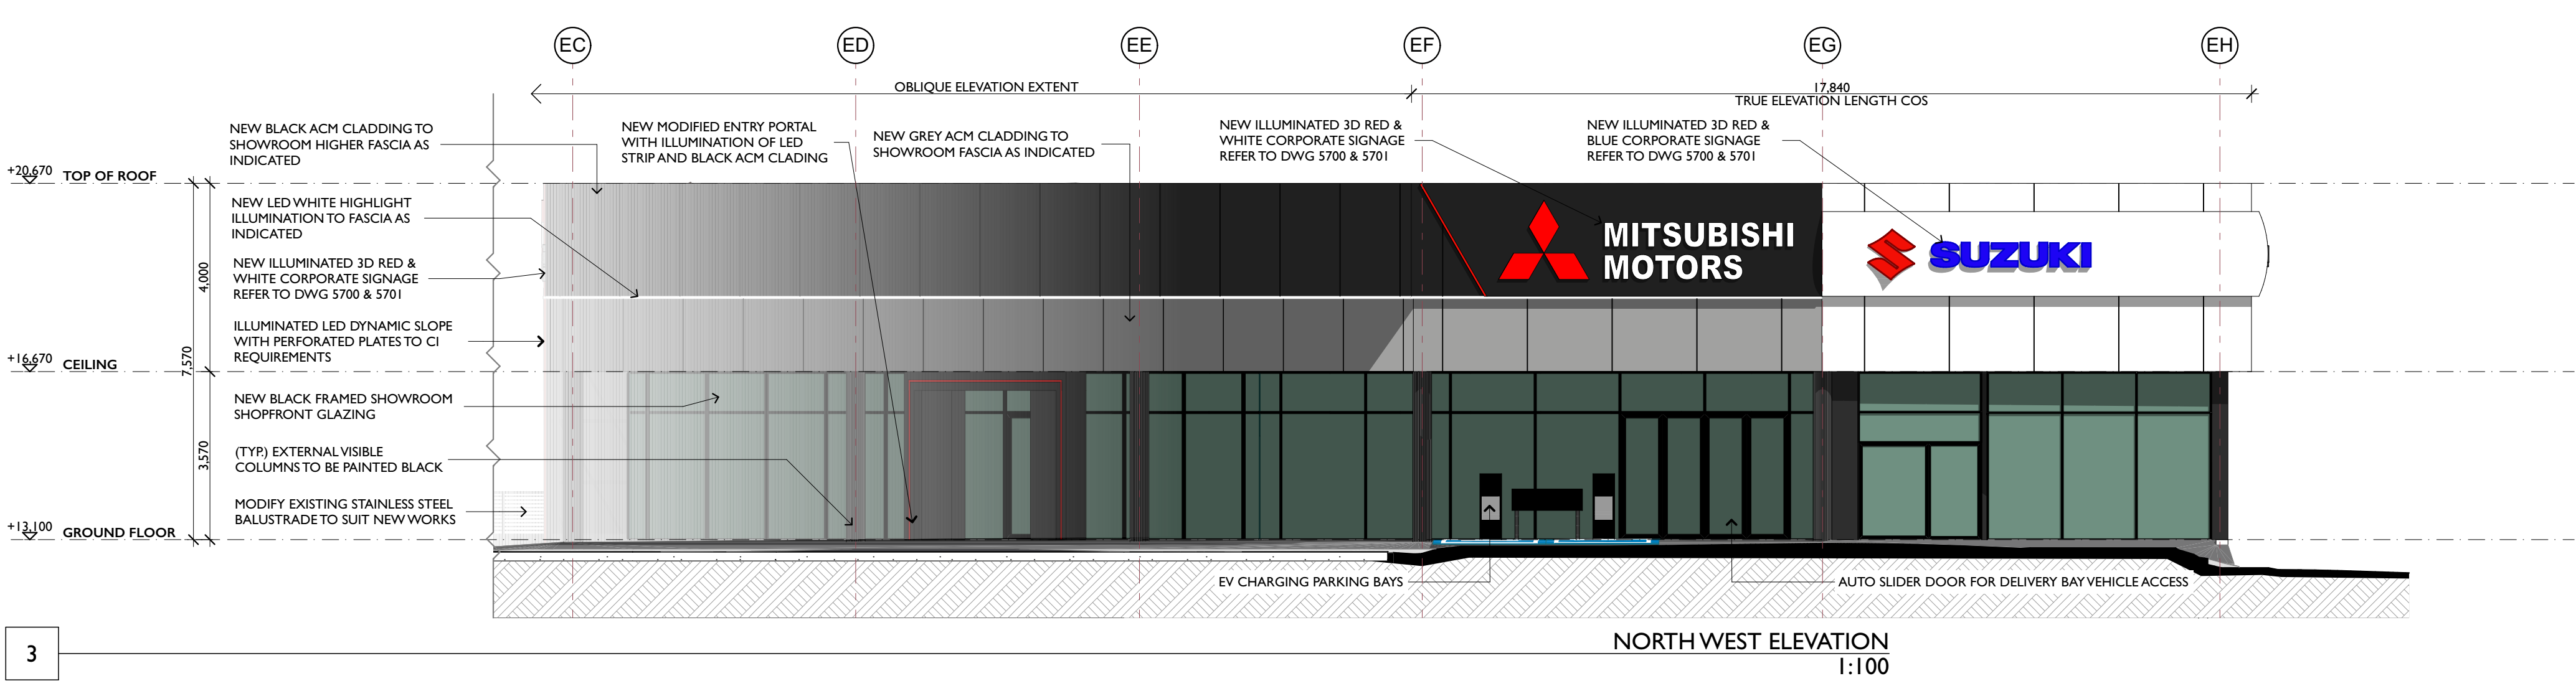 EC
ED
EE
EF
EG
EH
OBLIQUE ELEVATION EXTENT
17,840
TRUE ELEVATION LENGTH COS
NEW BLACK ACM CLADDING TO
SHOWROOM HIGHER FASCIA AS
INDICATED
NEW MODIFIED ENTRY PORTAL
WITH ILLUMINATION OF LED
STRIP AND BLACK ACM CLADING
NEW GREY ACM CLADDING TO
SHOWROOM FASCIA AS INDICATED
NEW ILLUMINATED 3D RED &
WHITE CORPORATE SIGNAGE
REFER TO DWG 5700 & 5701
NEW ILLUMINATED 3D RED &
BLUE CORPORATE SIGNAGE
REFER TO DWG 5700 & 5701
+20,670
TOP OF ROOF
NEW LED WHITE HIGHLIGHT
ILLUMINATION TO FASCIA AS
INDICATED
NEW ILLUMINATED 3D RED &
WHITE CORPORATE SIGNAGE
REFER TO DWG 5700 & 5701
ILLUMINATED LED DYNAMIC SLOPE
WITH PERFORATED PLATES TO CI
REQUIREMENTS
4,000
7,570
MITSUBISHI
MOTORS
SUZUKI
+16,670
CEILING
NEW BLACK FRAMED SHOWROOM
SHOPFRONT GLAZING
(TYP.) EXTERNAL VISIBLE
COLUMNS TO BE PAINTED BLACK
3,570
MODIFY EXISTING STAINLESS STEEL
BALUSTRADE TO SUIT NEW WORKS
+13,100
GROUND FLOOR
EV CHARGING PARKING BAYS
AUTO SLIDER DOOR FOR DELIVERY BAY VEHICLE ACCESS
3
NORTH WEST ELEVATION
1:100